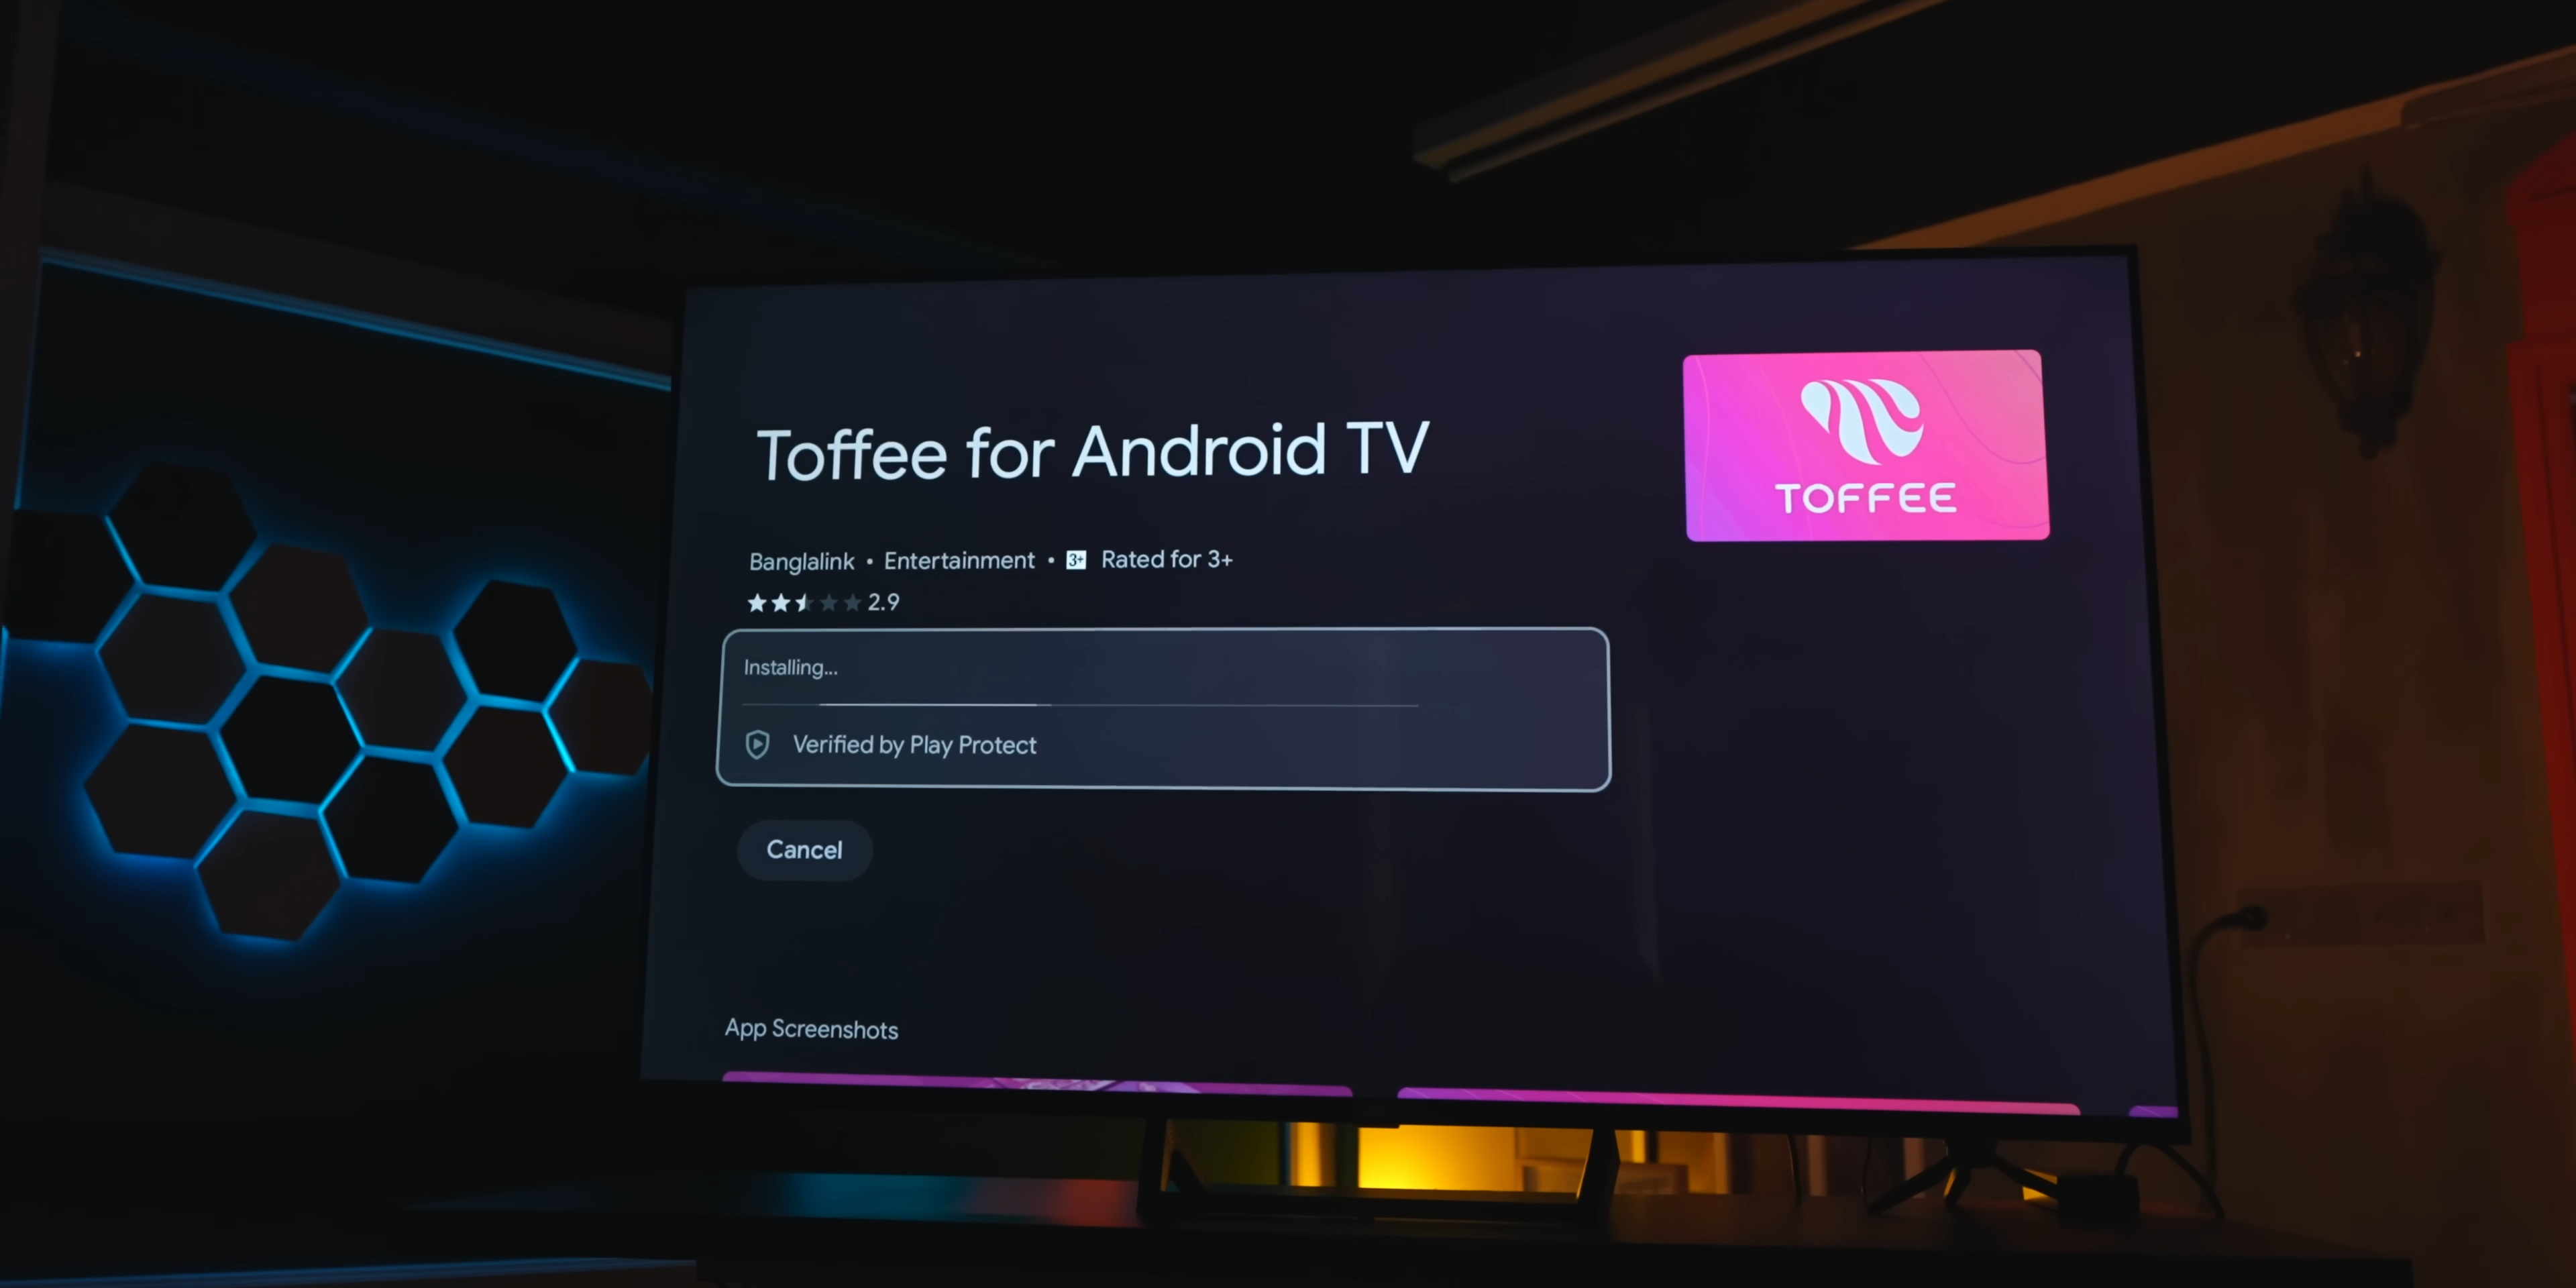 Toffee for Android TV
TOFFEE
Banglalink • Entertainment • 3+ Rated for 3+
2.9
Installing...
Verified by Play Protect
Cancel
App Screenshots